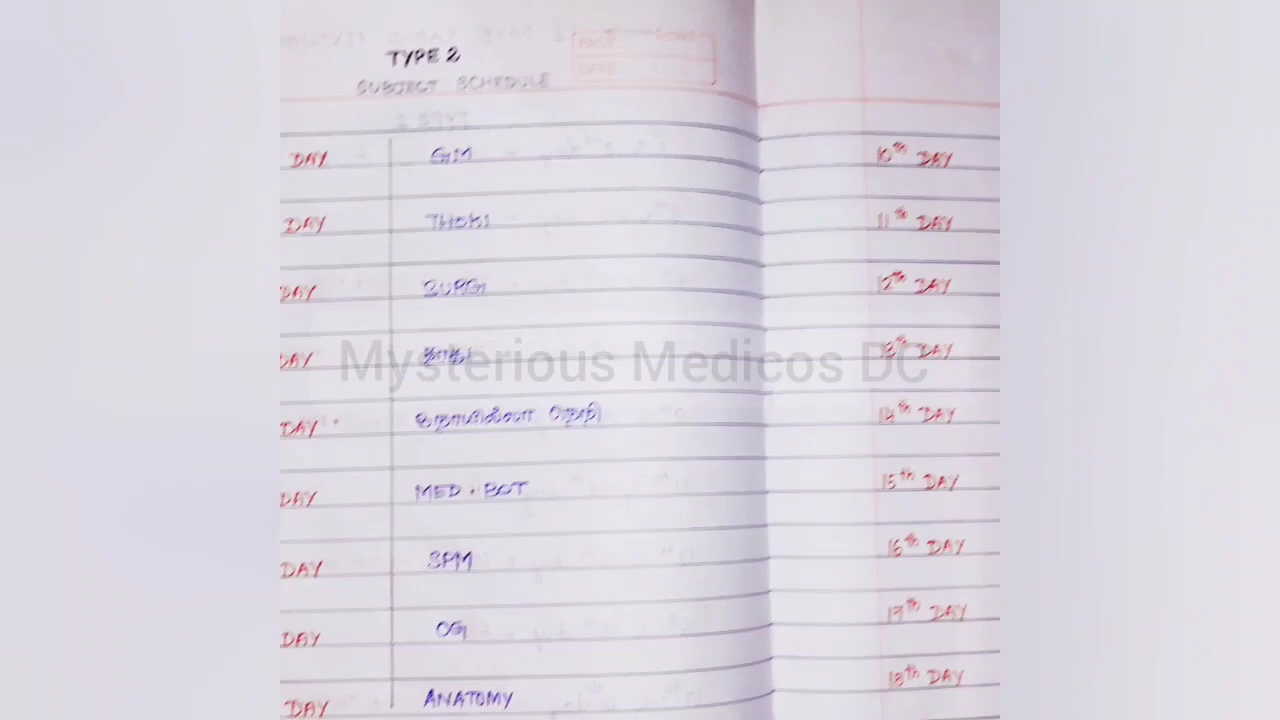 TYPE 2
SUBJECT SCHEDULE
DAY GM
DAY THOKI
DAY SURGI
DAY
DAY நோயில்லா நெறி
DAY MED. BOT
DAY SPM
DAY OG
DAY ANATOMY
10th DAY
11th DAY
12th DAY
13th DAY
14th DAY
15th DAY
16th DAY
17th DAY
18th DAY
Mysterious Medicos DC